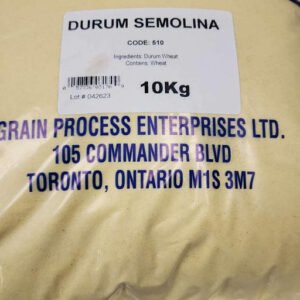 DURUM SEMOLINA
CODE: 510
Ingredients: Durum Wheat
Contains: Wheat
Lot # 042623
10Kg
GRAIN PROCESS ENTERPRISES LTD.
105 COMMANDER BLVD
TORONTO, ONTARIO M1S 3M7